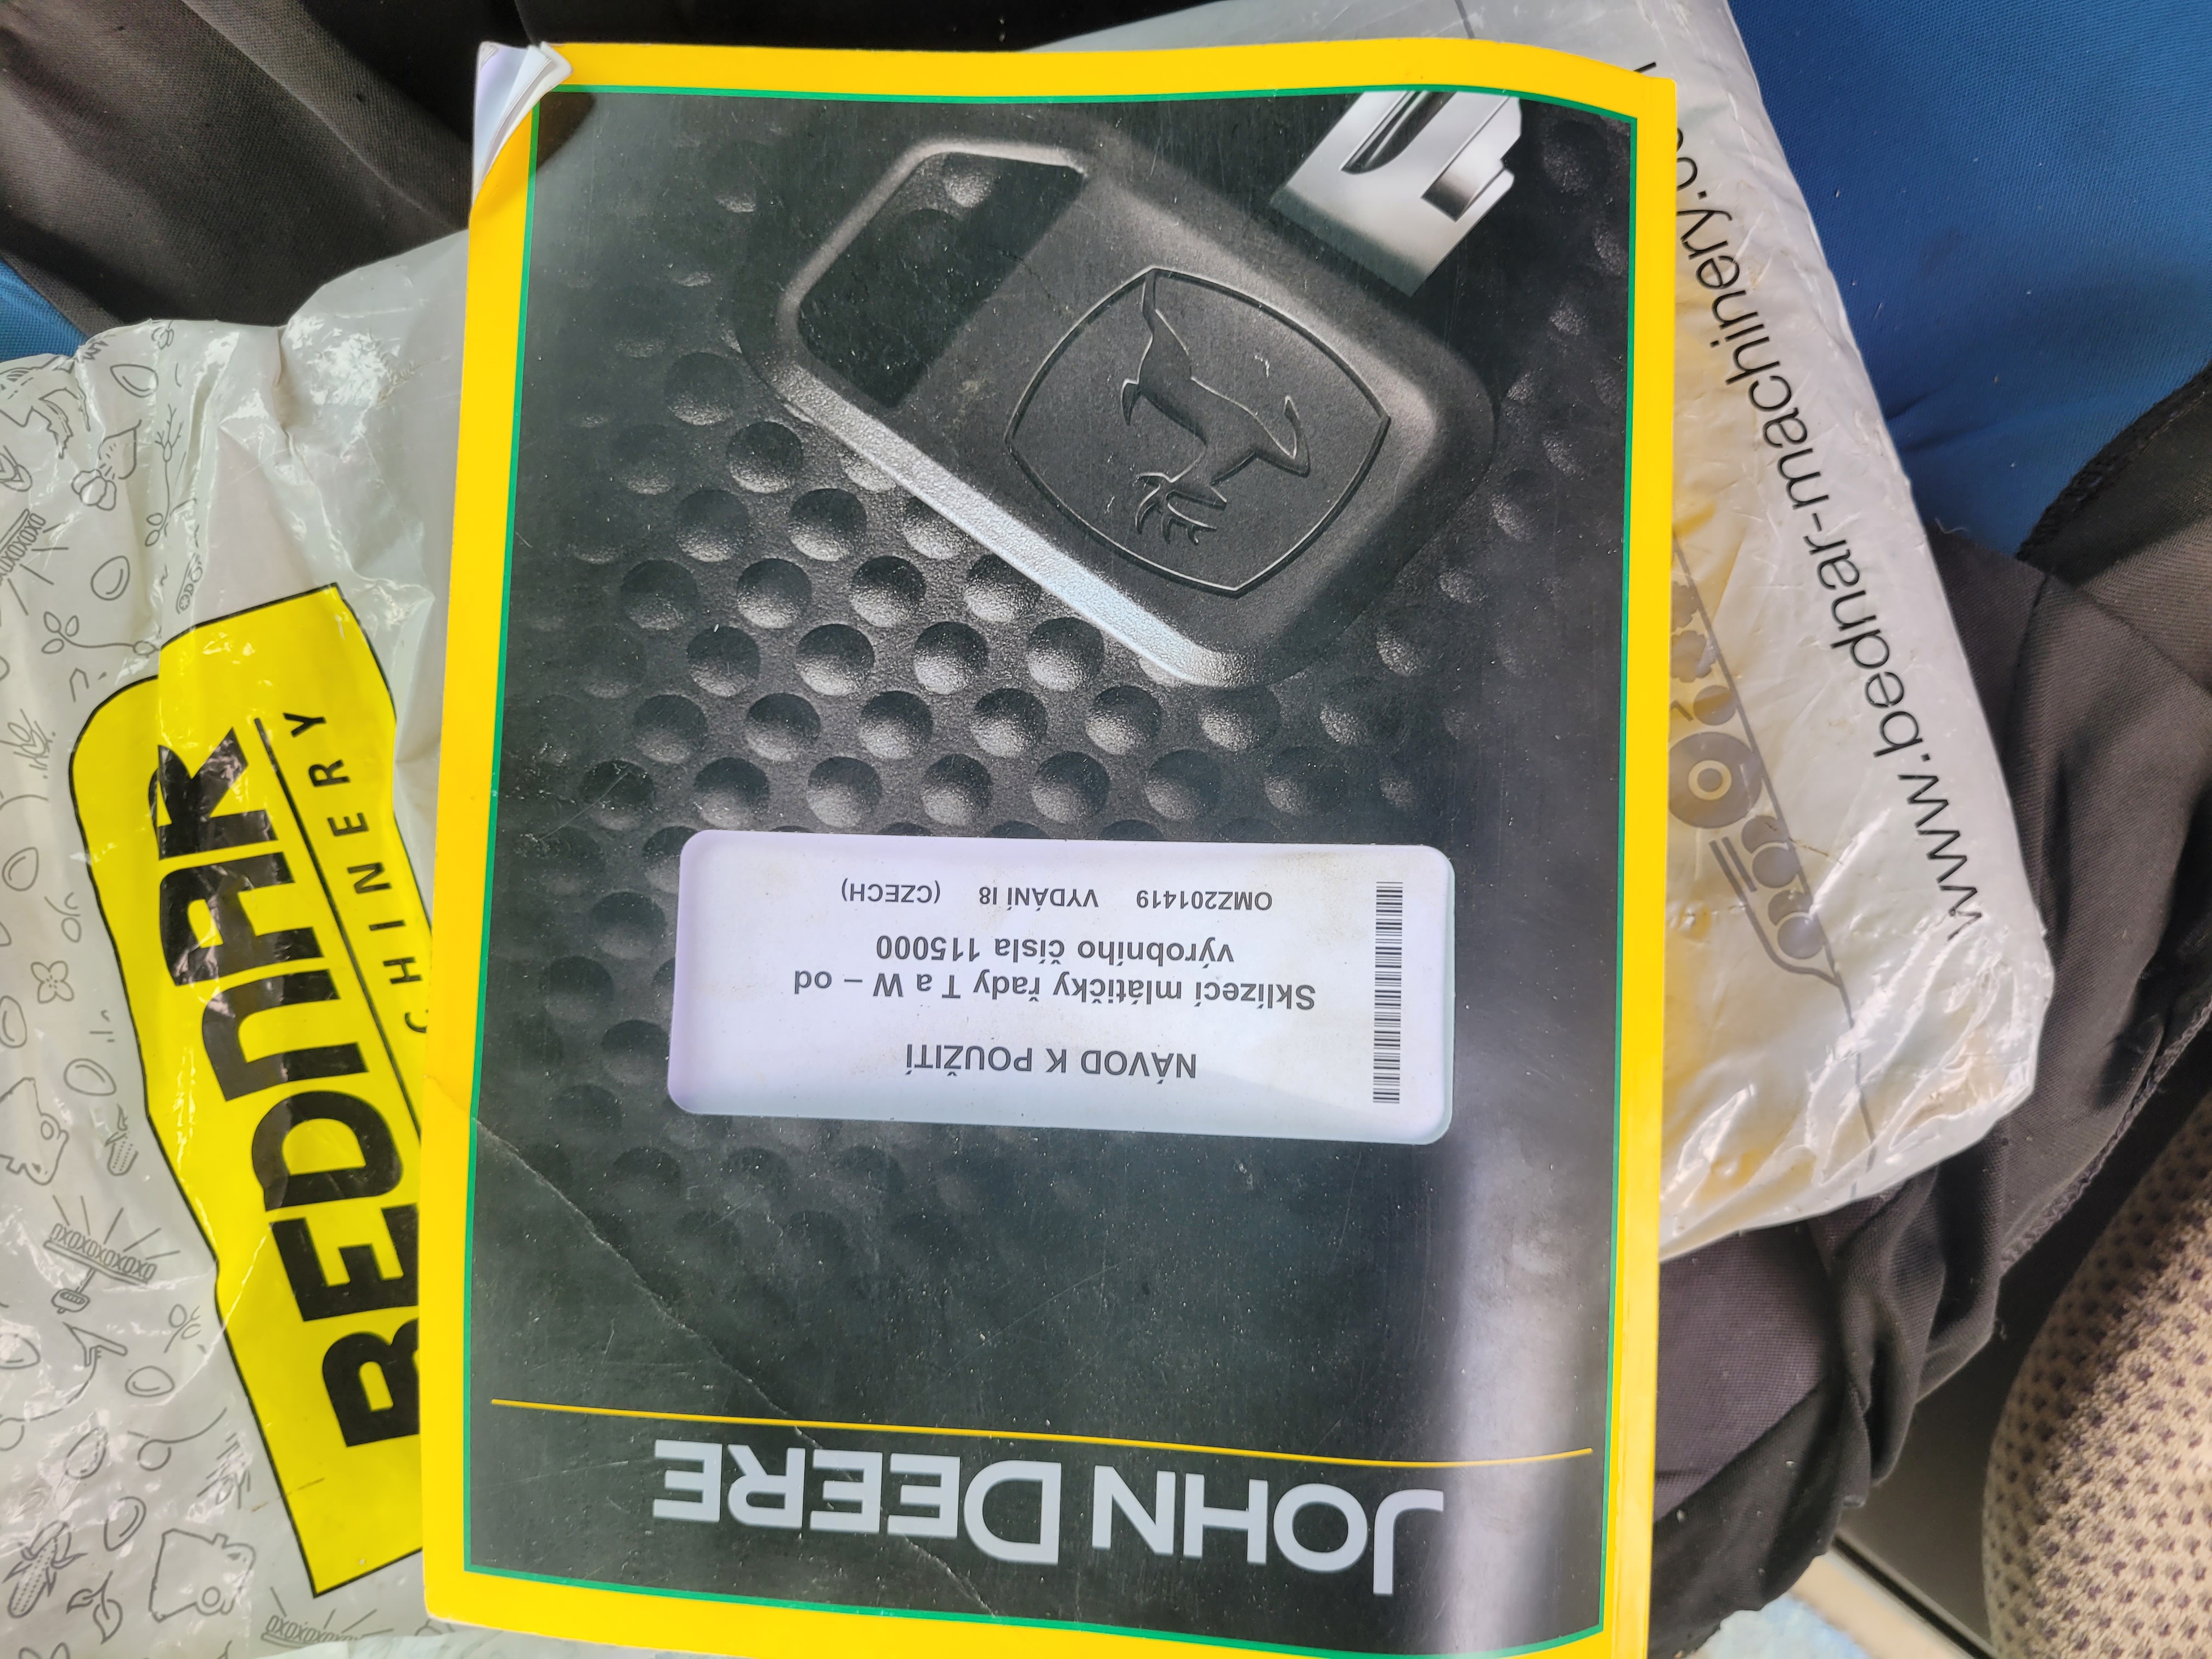 JOHN DEERE
NÁVOD K POUŽITÍ
Sklízecí mlátičky řady T a W – od
výrobního čísla 115000
OMZ201419 VYDÁNÍ I8 (CZECH)
BEDNAR
CHINERY
www.bednar-machinery.co